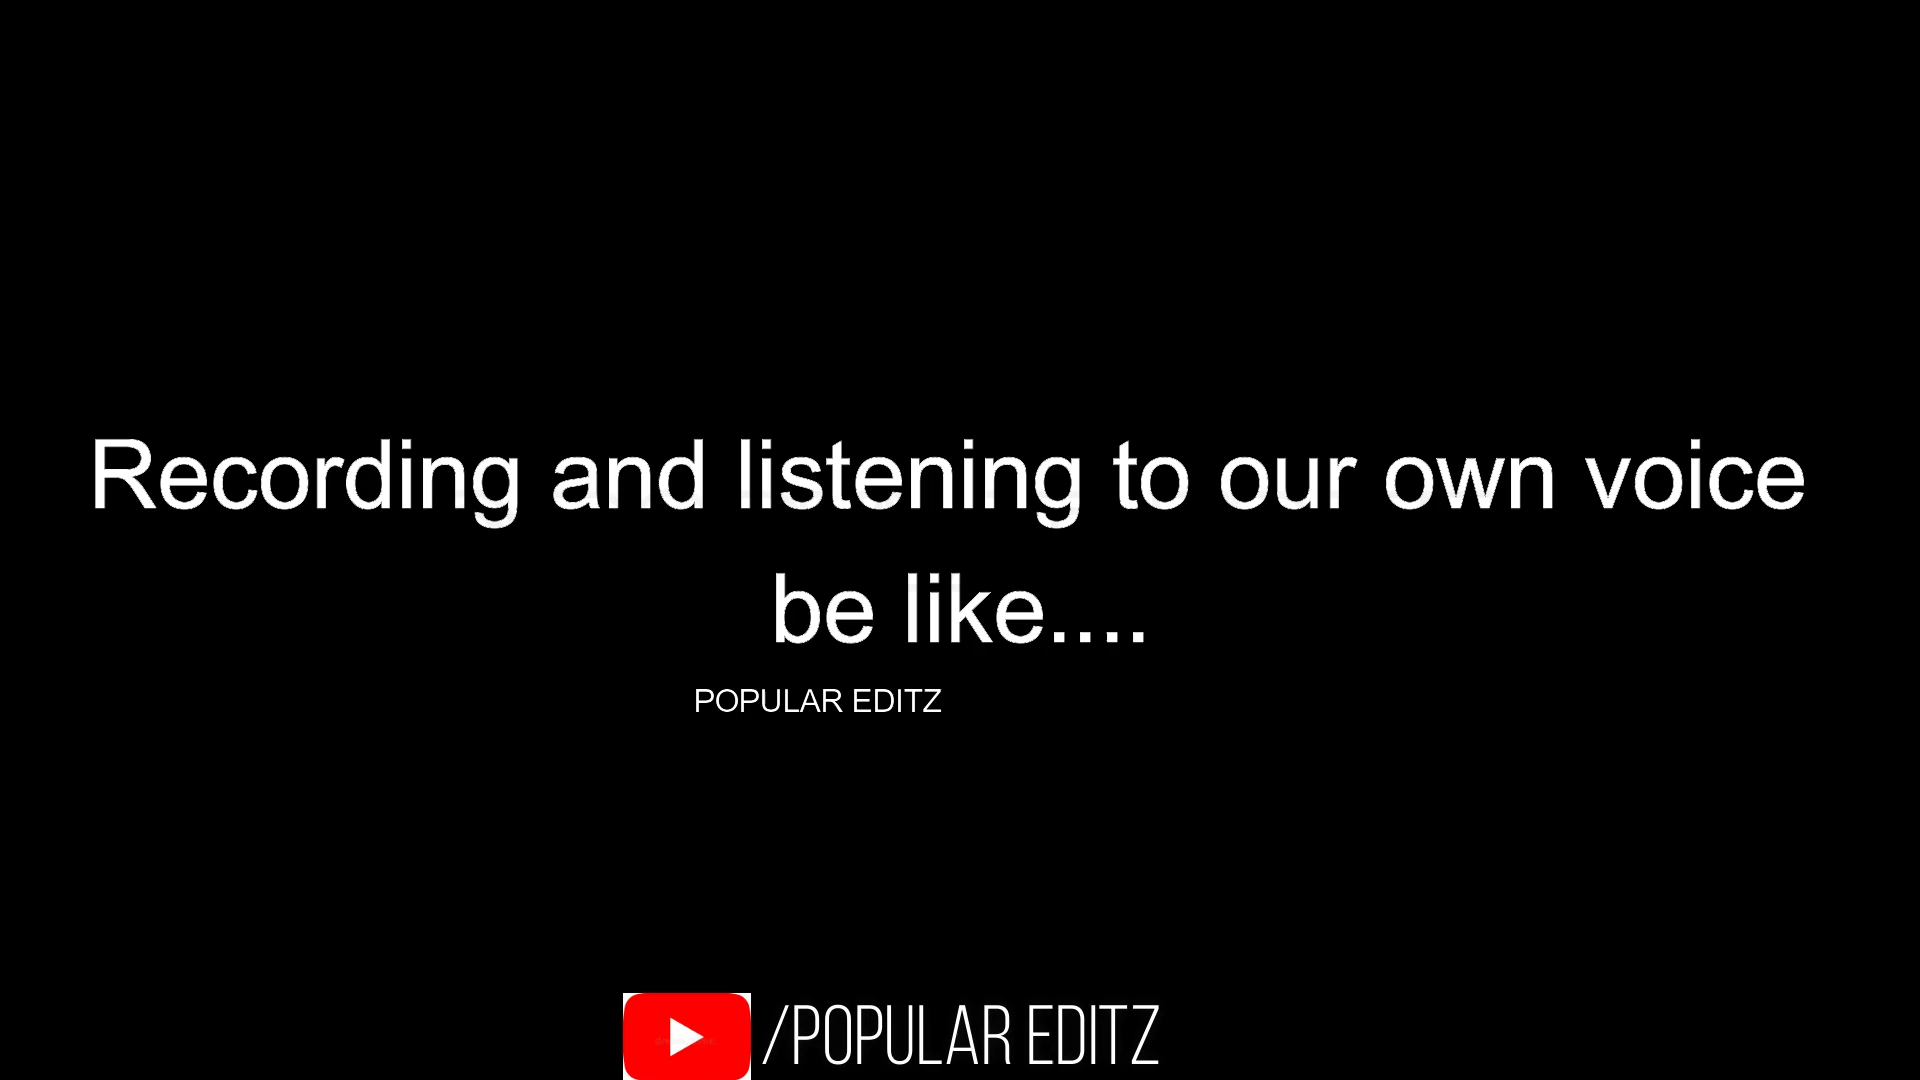 Recording and listening to our own voice
be like....
POPULAR EDITZ
/POPULAR EDITZ